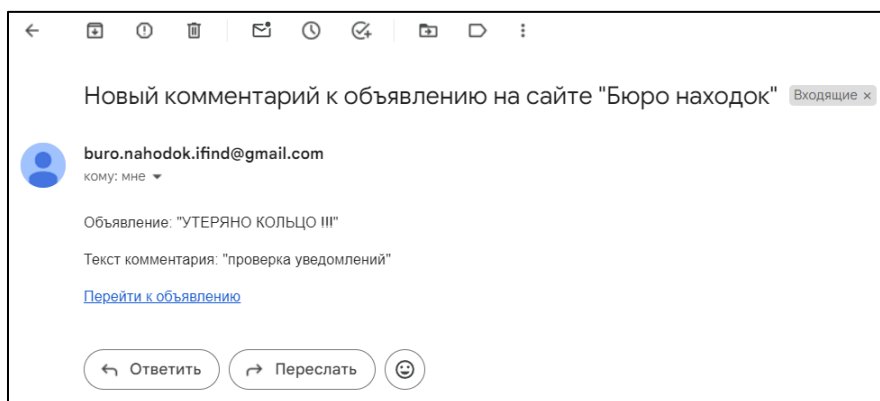 Новый комментарий к объявлению на сайте "Бюро находок" Входящие ×
buro.nahodok.ifind@gmail.com
кому: мне
Объявление: "УТЕРЯНО КОЛЬЦО !!!"
Текст комментария: "проверка уведомлений"
Перейти к объявлению
Ответить Переслать